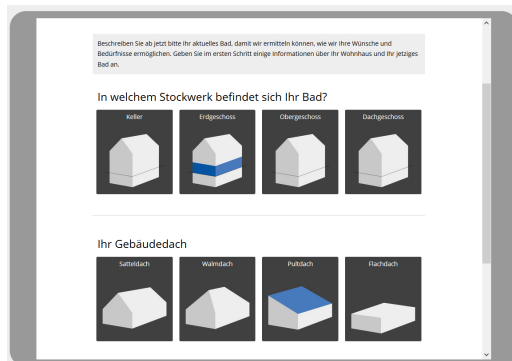 Beschreiben Sie ab jetzt bitte Ihr aktuelles Bad, damit wir ermitteln können, wie wir Ihre Wünsche und
Bedürfnisse ermöglichen. Geben Sie im ersten Schritt einige Informationen über Ihr Wohnhaus und Ihr jetziges
Bad an.
In welchem Stockwerk befindet sich Ihr Bad?
Keller Erdgeschoss Obergeschoss Dachgeschoss
Ihr Gebäudedach
Satteldach Walmdach Pultdach Flachdach